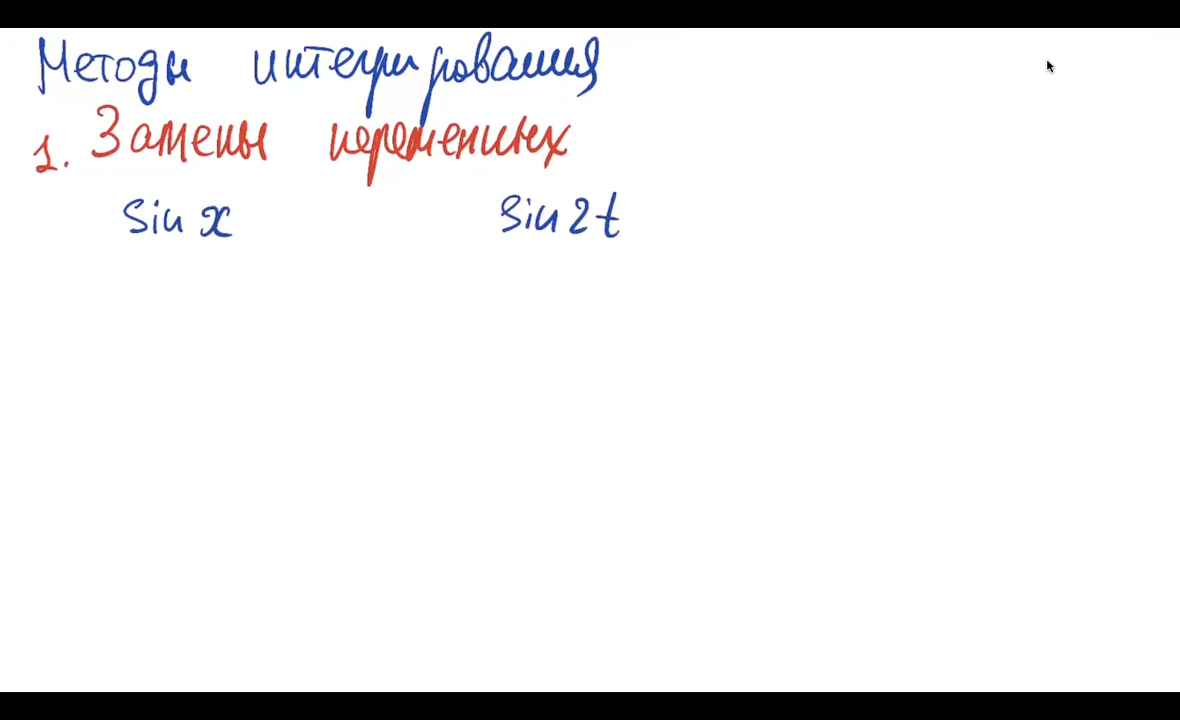 Методы интегрирования
1. Замены переменных
sin x sin 2t